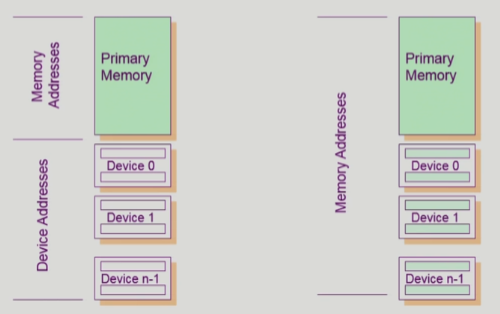 Memory
Addresses
Primary
Memory
Device Addresses
Device 0
Device 1
Device n-1
Memory Addresses
Primary
Memory
Device 0
Device 1
Device n-1